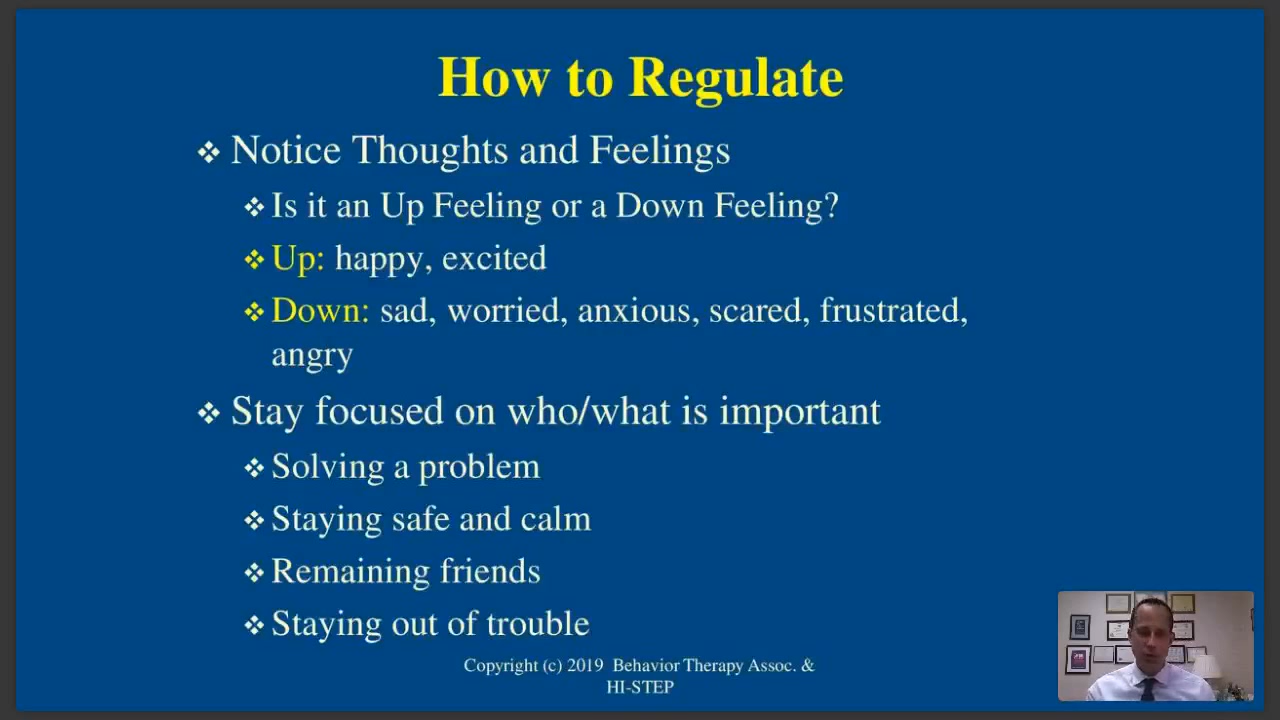 How to Regulate
❖ Notice Thoughts and Feelings
❖ Is it an Up Feeling or a Down Feeling?
❖ Up: happy, excited
❖ Down: sad, worried, anxious, scared, frustrated,
angry
❖ Stay focused on who/what is important
❖ Solving a problem
❖ Staying safe and calm
❖ Remaining friends
❖ Staying out of trouble
Copyright (c) 2019 Behavior Therapy Assoc. &
HI-STEP